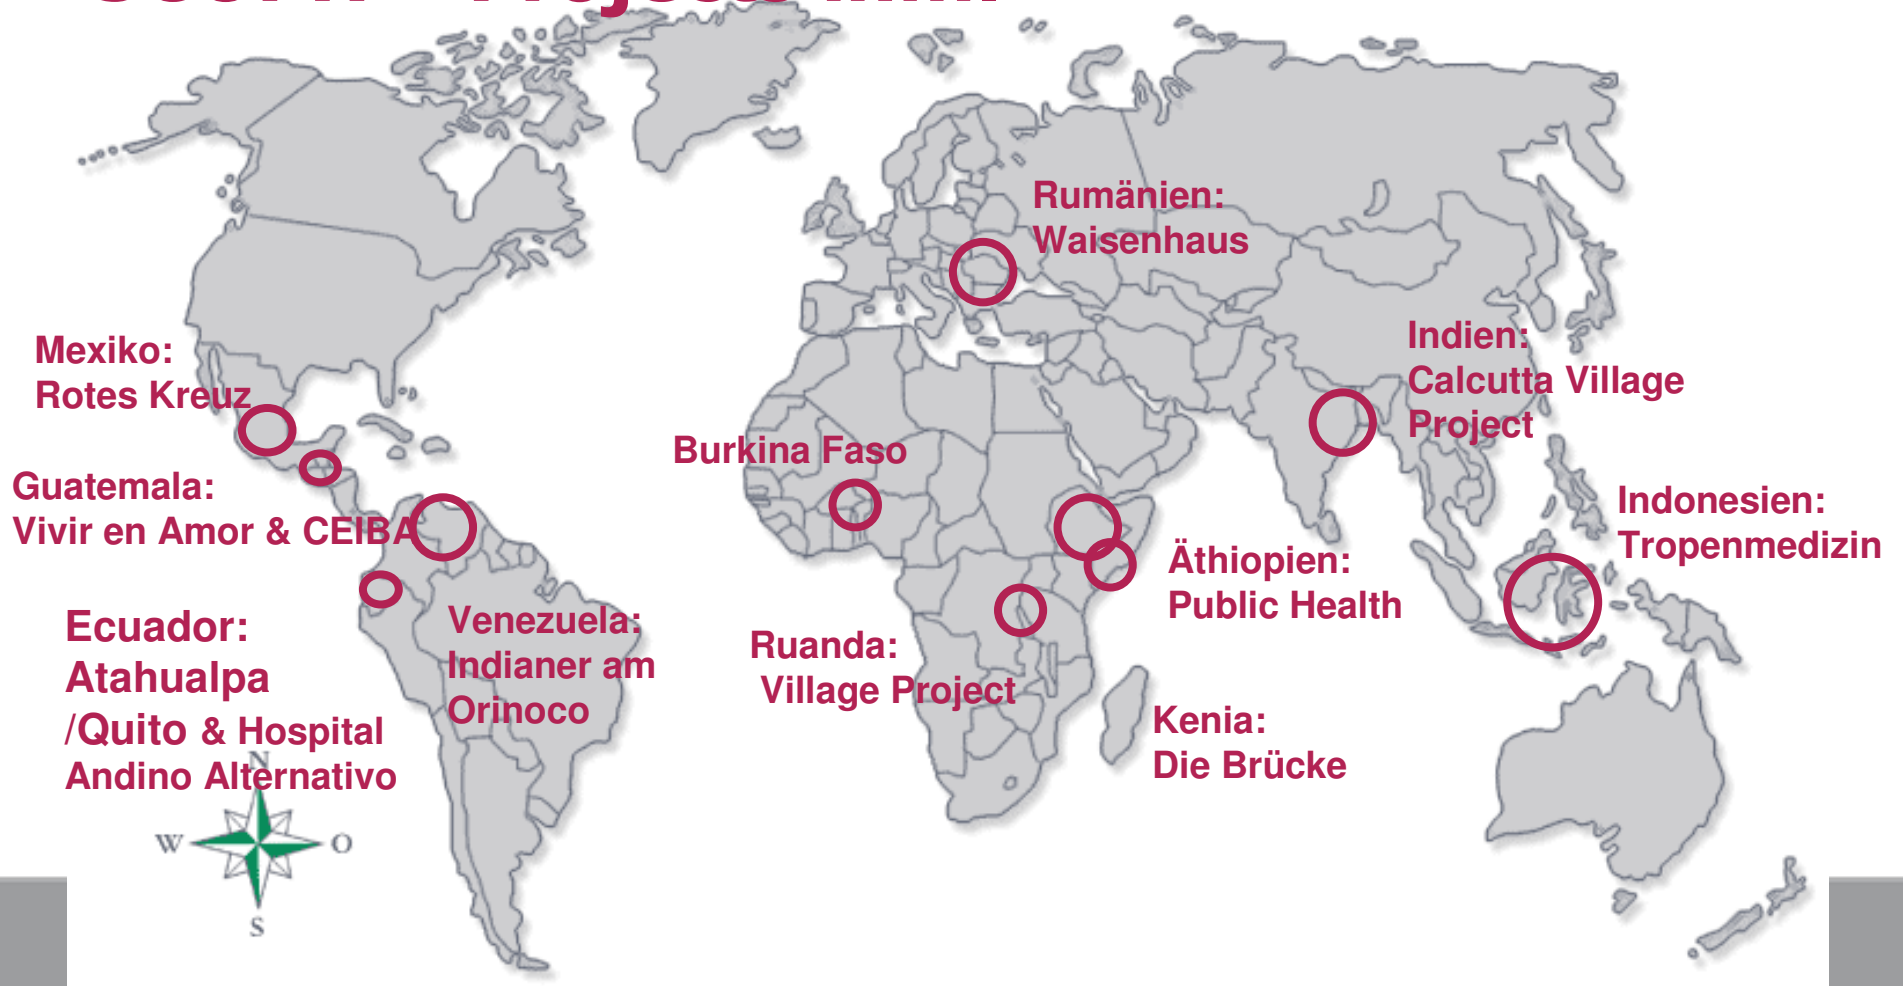 Projects
Rumänien:
Waisenhaus
Mexiko:
Rotes Kreuz
Indien:
Calcutta Village
Project
Burkina Faso
Guatemala:
Vivir en Amor & CEIBA
Indonesien:
Tropenmedizin
Äthiopien:
Public Health
Ecuador:
Atahualpa
/Quito & Hospital
Andino Alternativo
Venezuela:
Indianer am
Orinoco
Ruanda:
Village Project
Kenia:
Die Brücke
N
W
O
S